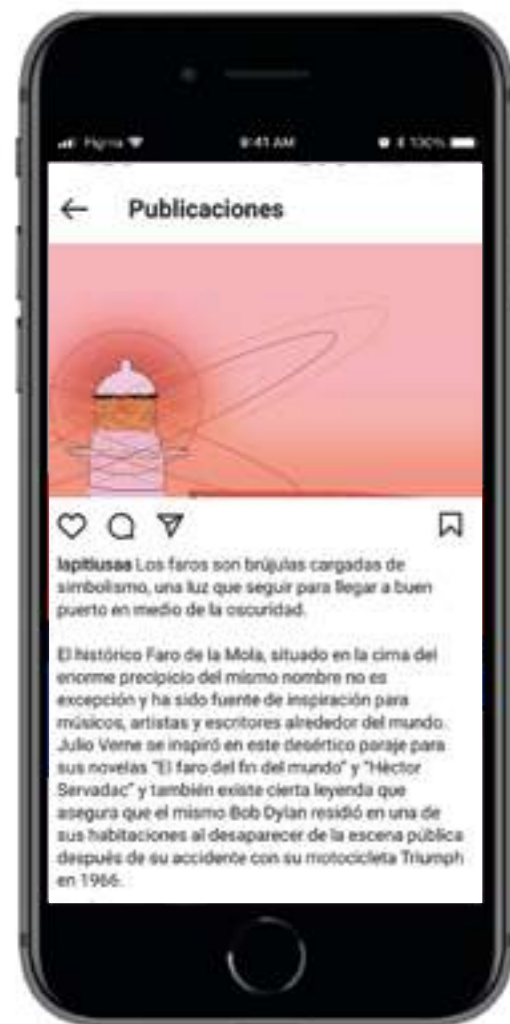 Figma
9:41 AM
100%
Publicaciones
lapitiusaa Los faros son brújulas cargadas de
simbolismo, una luz que seguir para llegar a buen
puerto en medio de la oscuridad.
El histórico Faro de la Mola, situado en la cima del
enorme precipicio del mismo nombre no es
excepción y ha sido fuente de inspiración para
músicos, artistas y escritores alrededor del mundo.
Julio Verne se inspiró en este desértico paraje para
sus novelas "El faro del fin del mundo" y "Héctor
Servadac" y también existe cierta leyenda que
asegura que el mismo Bob Dylan residió en una de
sus habitaciones al desaparecer de la escena pública
después de su accidente con su motocicleta Triumph
en 1966.